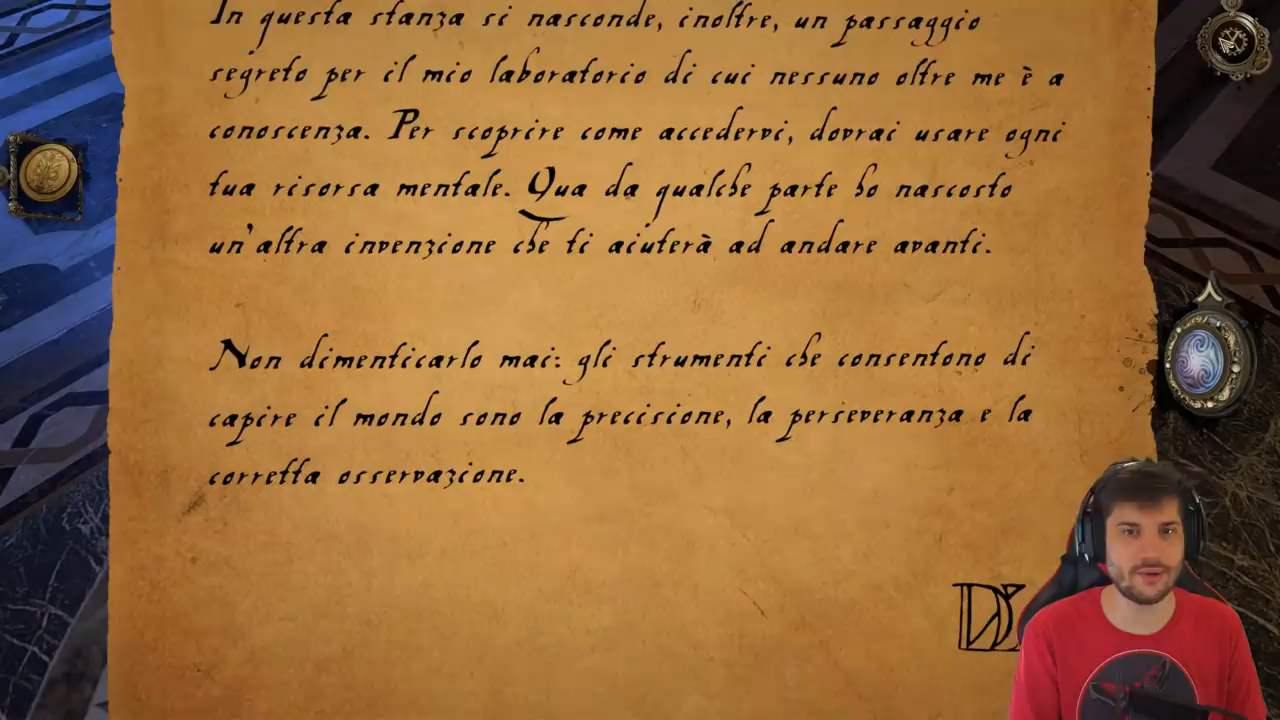 In questa stanza si nasconde, inoltre, un passaggio
segreto per il mio laboratorio di cui nessuno oltre me è a
conoscenza. Per scoprire come accedervi, dovrai usare ogni
tua risorsa mentale. Qua da qualche parte ho nascosto
un'altra invenzione che ti aiuterà ad andare avanti.
Non dimenticarlo mai: gli strumenti che consentono di
capire il mondo sono la precisione, la perseveranza e la
corretta osservazione.